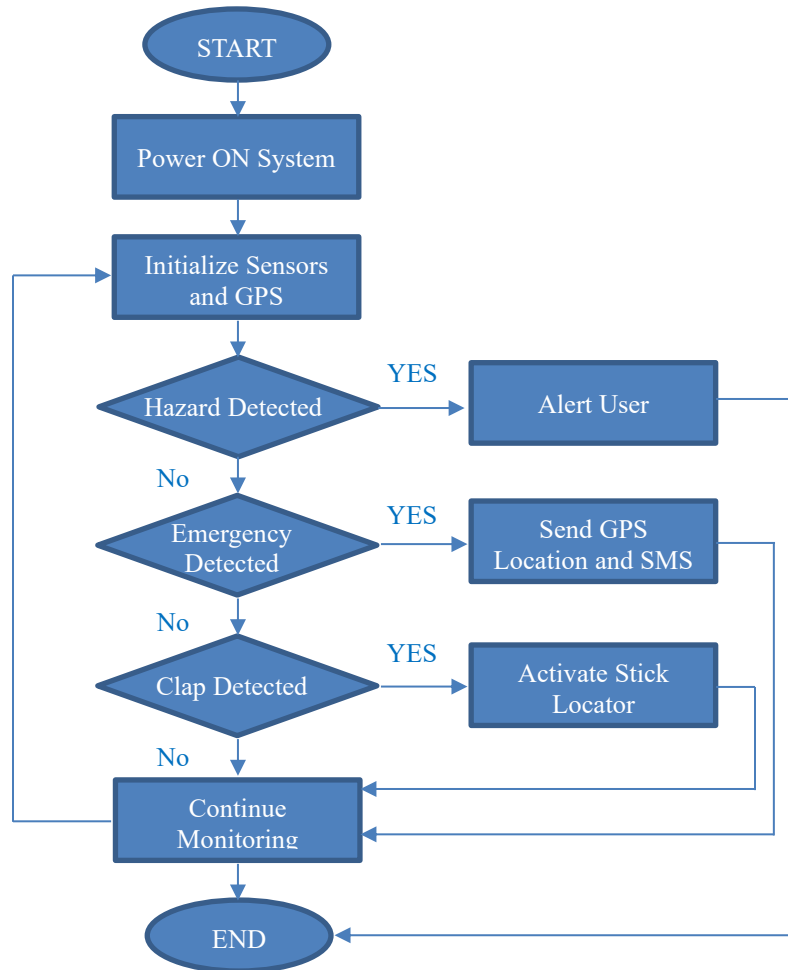 START
Power ON System
Initialize Sensors
and GPS
YES
Hazard Detected
Alert User
No
YES
Emergency
Detected
Send GPS
Location and SMS
No
YES
Clap Detected
Activate Stick
Locator
No
Continue
Monitoring
END